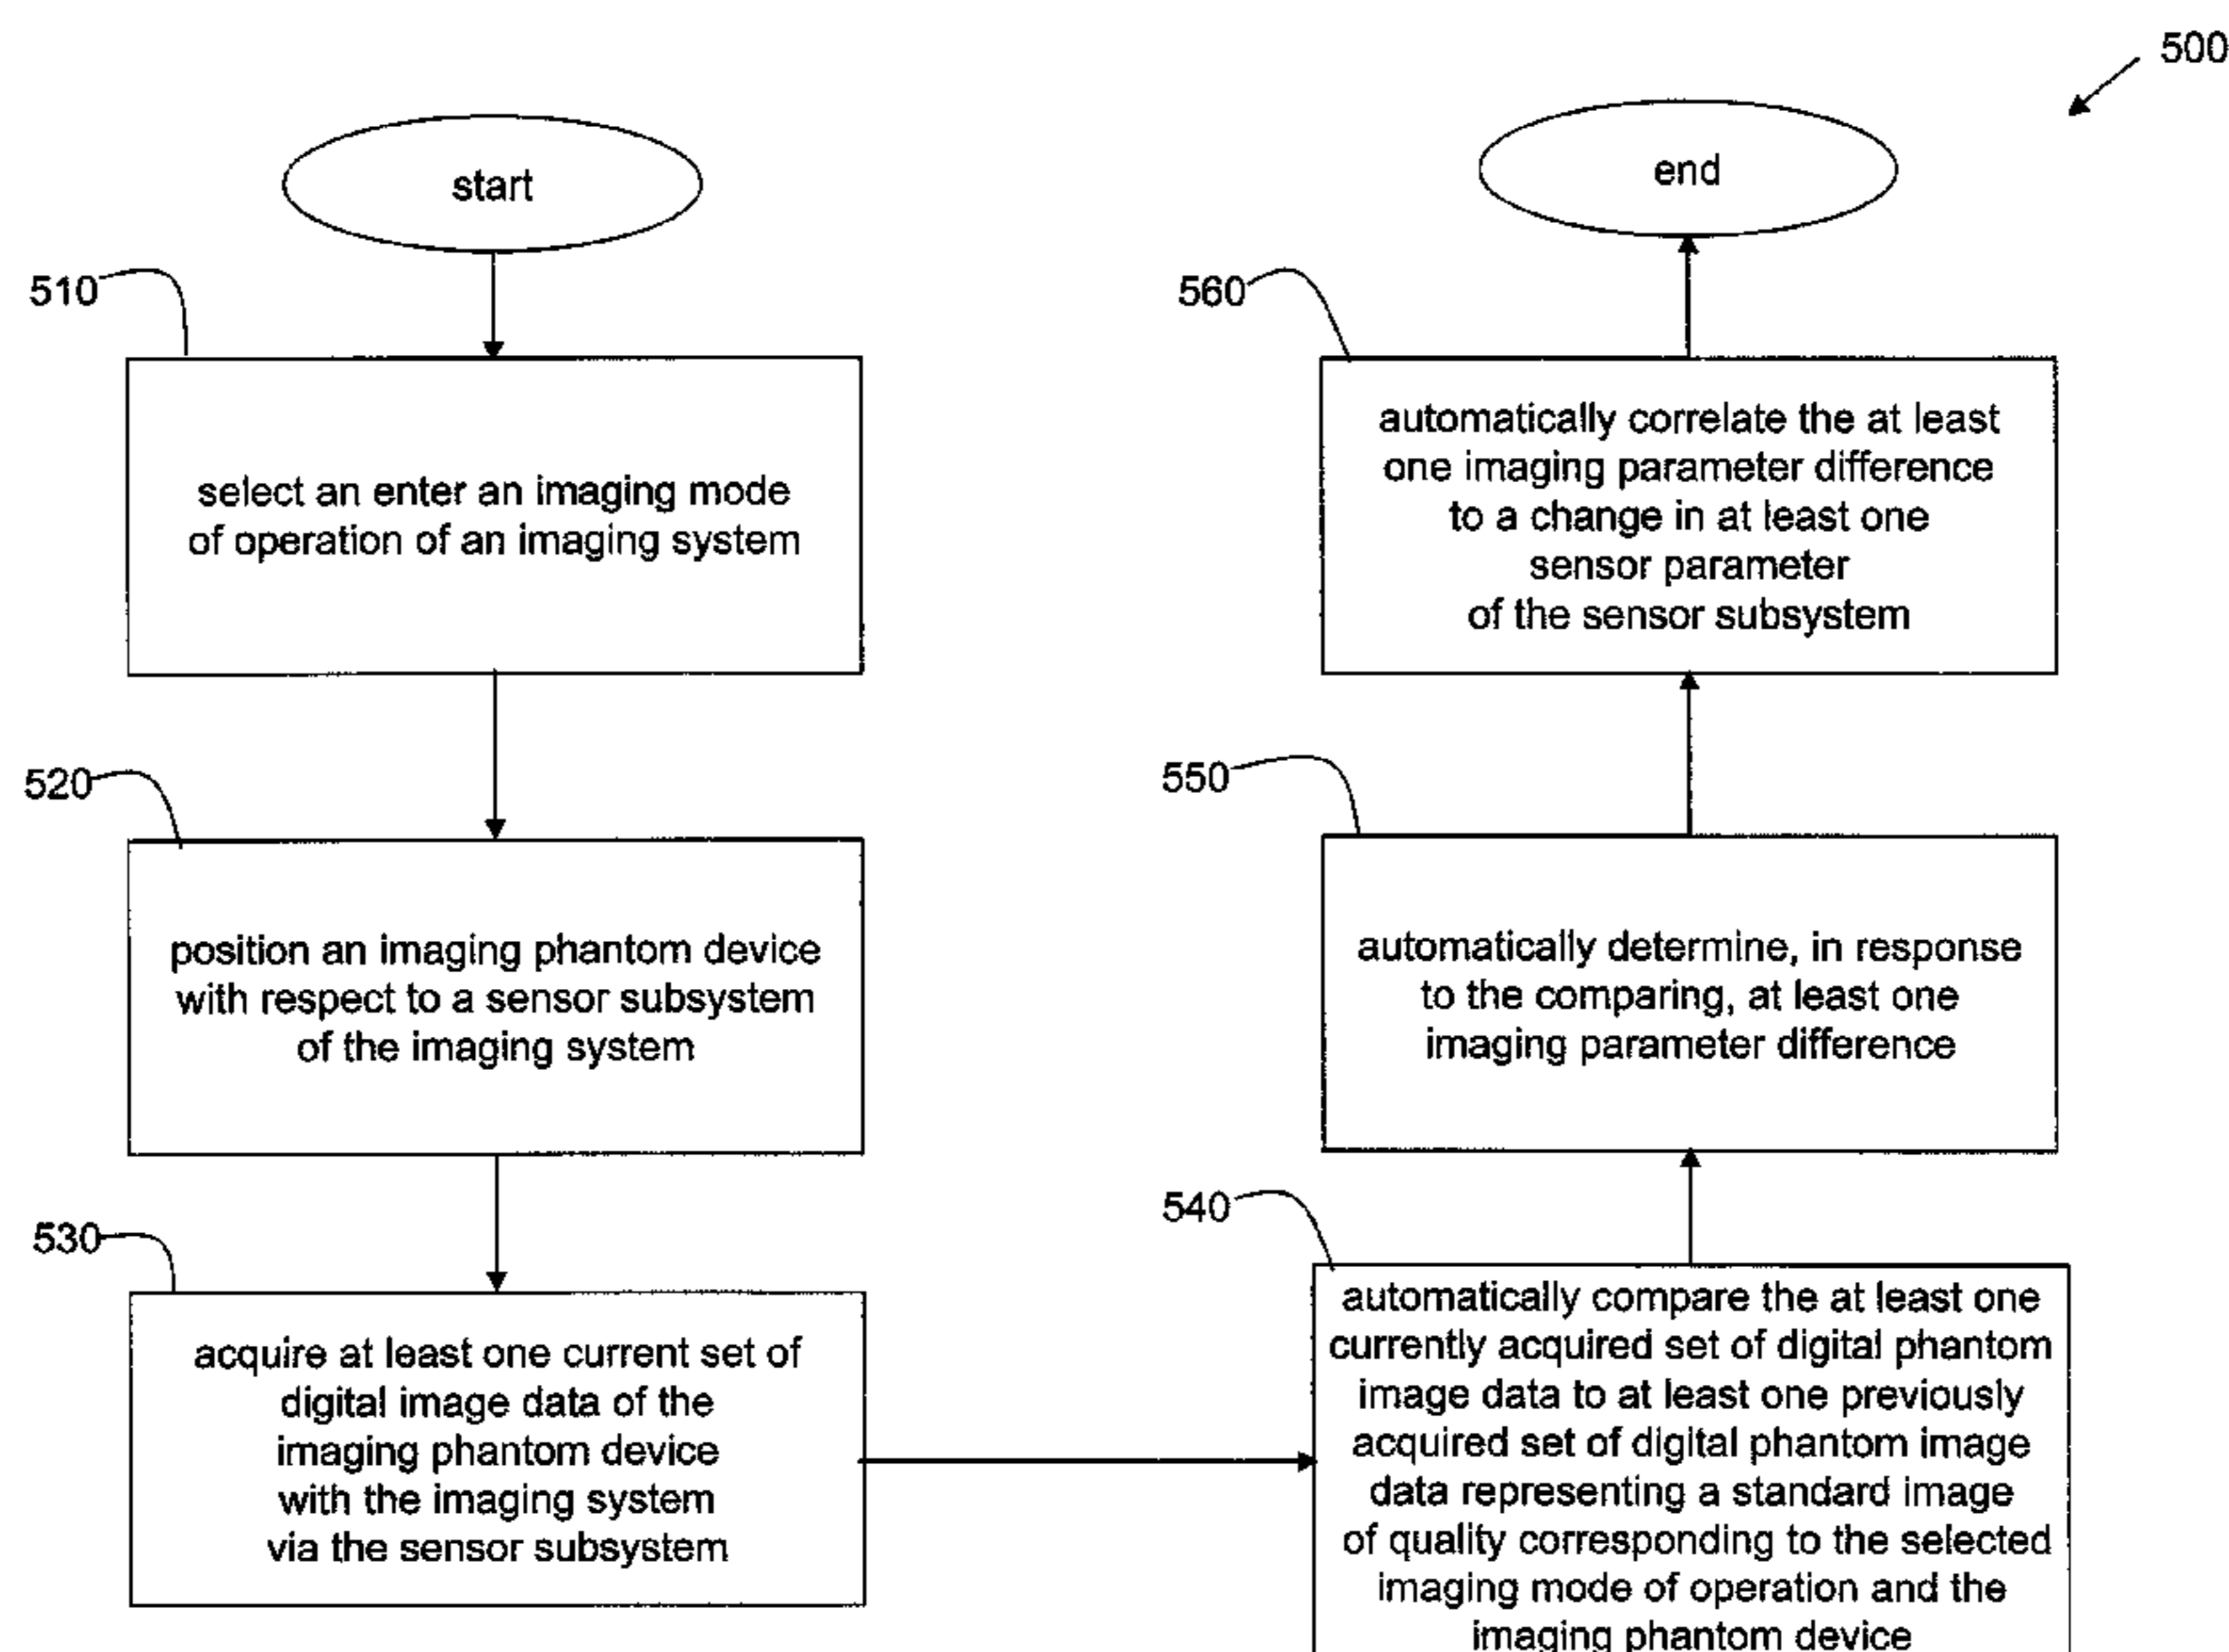 500
start
510
select an enter an imaging mode
of operation of an imaging system
520
position an imaging phantom device
with respect to a sensor subsystem
of the imaging system
530
acquire at least one current set of
digital image data of the
imaging phantom device
with the imaging system
via the sensor subsystem
540
automatically compare the at least one
currently acquired set of digital phantom
image data to at least one previously
acquired set of digital phantom image
data representing a standard image
of quality corresponding to the selected
imaging mode of operation and the
imaging phantom device
550
automatically determine, in response
to the comparing, at least one
imaging parameter difference
560
automatically correlate the at least
one imaging parameter difference
to a change in at least one
sensor parameter
of the sensor subsystem
end